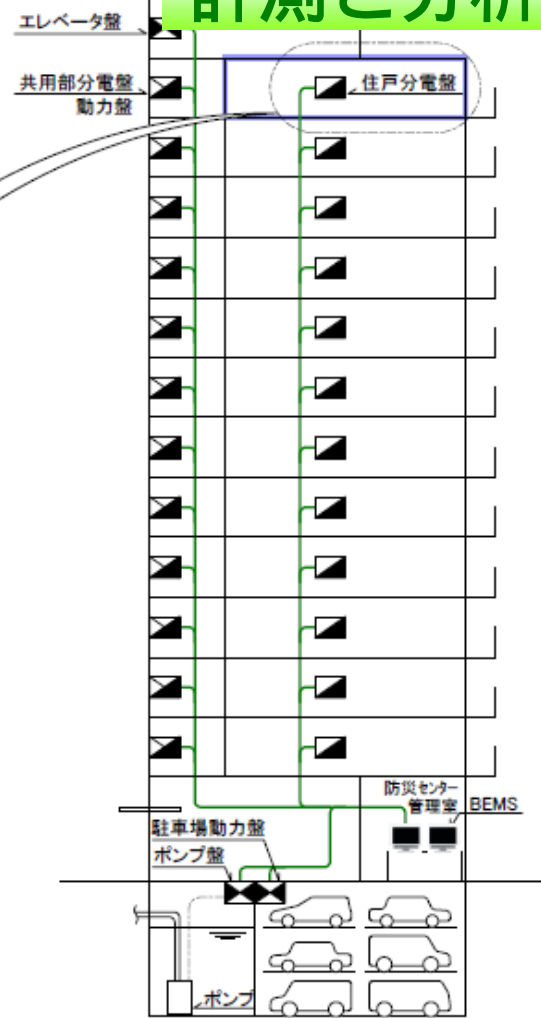 計測と分析
エレベータ盤
共用部分電盤
動力盤
住戸分電盤
防災センター
管理室
BEMS
駐車場動力盤
ポンプ盤
ポンプ